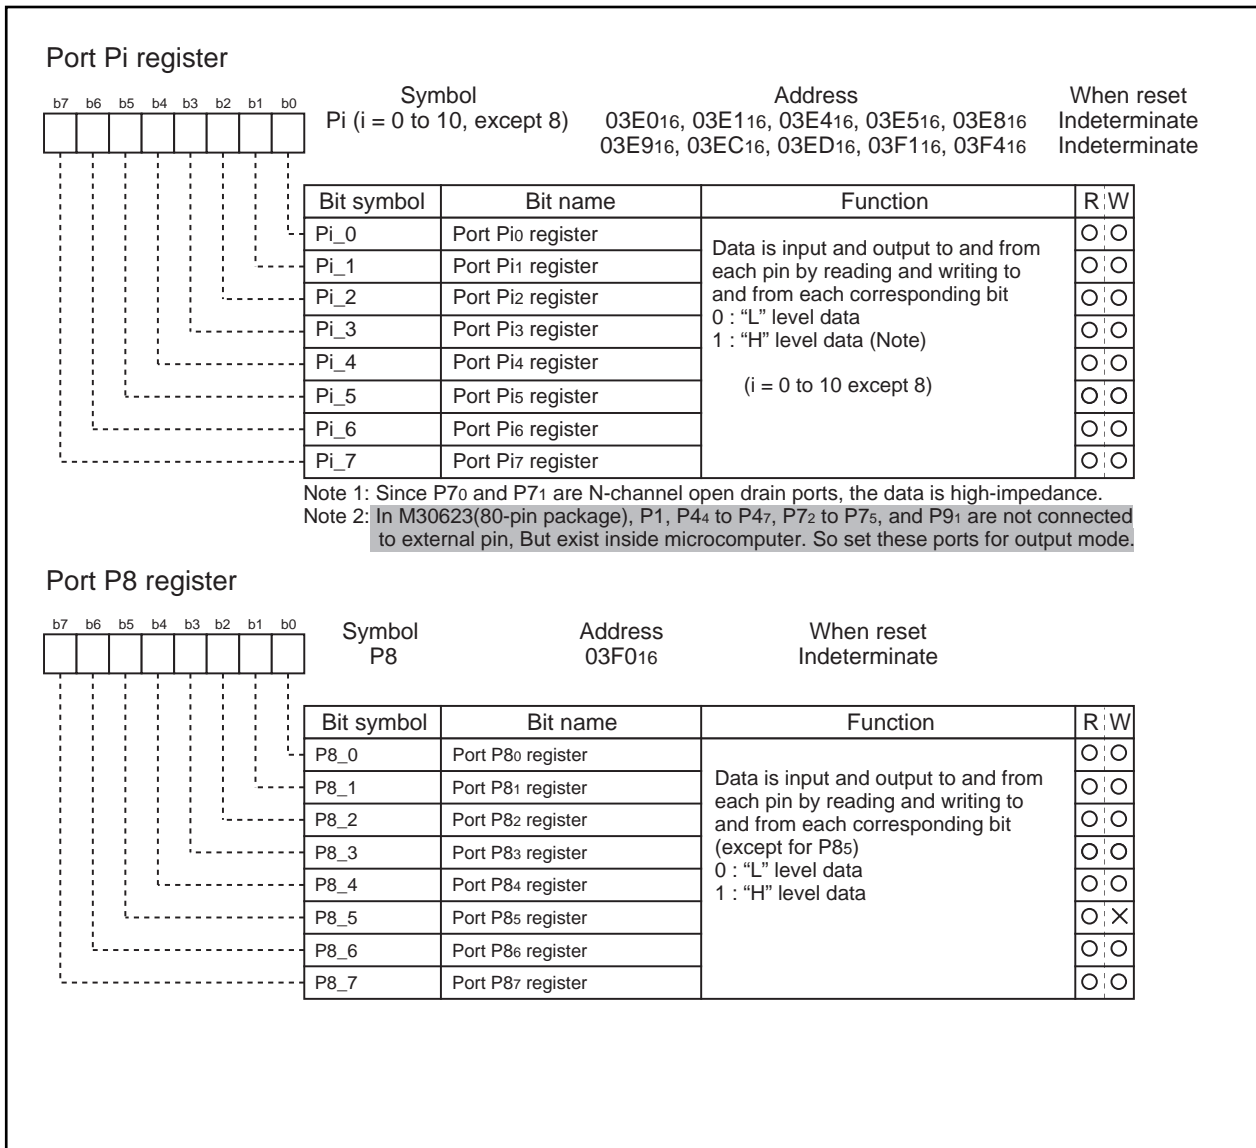 Port Pi register
b7 b6 b5 b4 b3 b2 b1 b0
Symbol Address When reset
Pi (i = 0 to 10, except 8) 03E016, 03E116, 03E416, 03E516, 03E816 Indeterminate
03E916, 03EC16, 03ED16, 03F116, 03F416 Indeterminate
Bit symbol Bit name Function R W
Pi_0 Port Pi0 register
Pi_1 Port Pi1 register
Pi_2 Port Pi2 register
Pi_3 Port Pi3 register
Pi_4 Port Pi4 register
Pi_5 Port Pi5 register
Pi_6 Port Pi6 register
Pi_7 Port Pi7 register
Data is input and output to and from
each pin by reading and writing to
and from each corresponding bit
0 : “L” level data
1 : “H” level data (Note)
(i = 0 to 10 except 8)
Note 1: Since P70 and P71 are N-channel open drain ports, the data is high-impedance.
Note 2: In M30623(80-pin package), P1, P44 to P47, P72 to P75, and P91 are not connected
to external pin, But exist inside microcomputer. So set these ports for output mode.
Port P8 register
b7 b6 b5 b4 b3 b2 b1 b0
Symbol Address When reset
P8 03F016 Indeterminate
Bit symbol Bit name Function R W
P8_0 Port P80 register
P8_1 Port P81 register
P8_2 Port P82 register
P8_3 Port P83 register
P8_4 Port P84 register
P8_5 Port P85 register
P8_6 Port P86 register
P8_7 Port P87 register
Data is input and output to and from
each pin by reading and writing to
and from each corresponding bit
(except for P85)
0 : “L” level data
1 : “H” level data